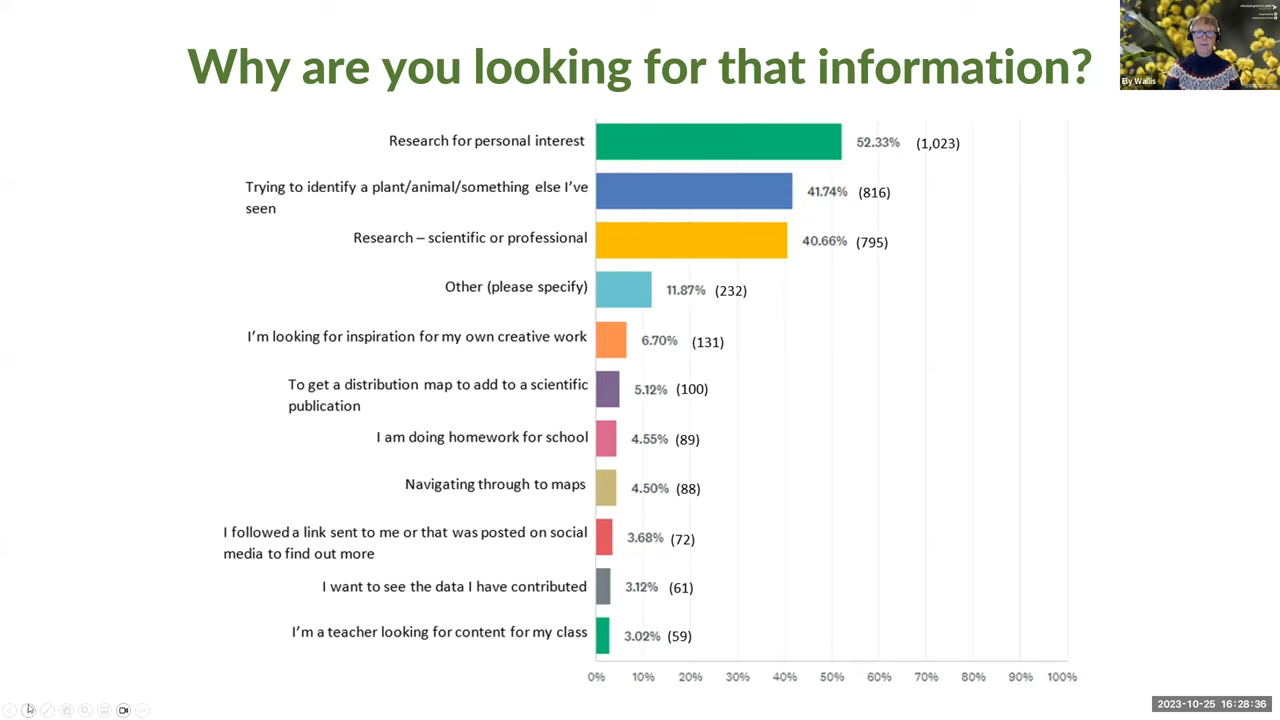 Why are you looking for that information?
Ely Wallis
Research for personal interest
52.33% (1,023)
Trying to identify a plant/animal/something else I've
seen
41.74% (816)
Research – scientific or professional
40.66% (795)
Other (please specify)
11.87% (232)
I'm looking for inspiration for my own creative work
6.70% (131)
To get a distribution map to add to a scientific
publication
5.12% (100)
I am doing homework for school
4.55% (89)
Navigating through to maps
4.50% (88)
I followed a link sent to me or that was posted on social
media to find out more
3.68% (72)
I want to see the data I have contributed
3.12% (61)
I'm a teacher looking for content for my class
3.02% (59)
0% 10% 20% 30% 40% 50% 60% 70% 80% 90% 100%
2023-10-25 16:28:36